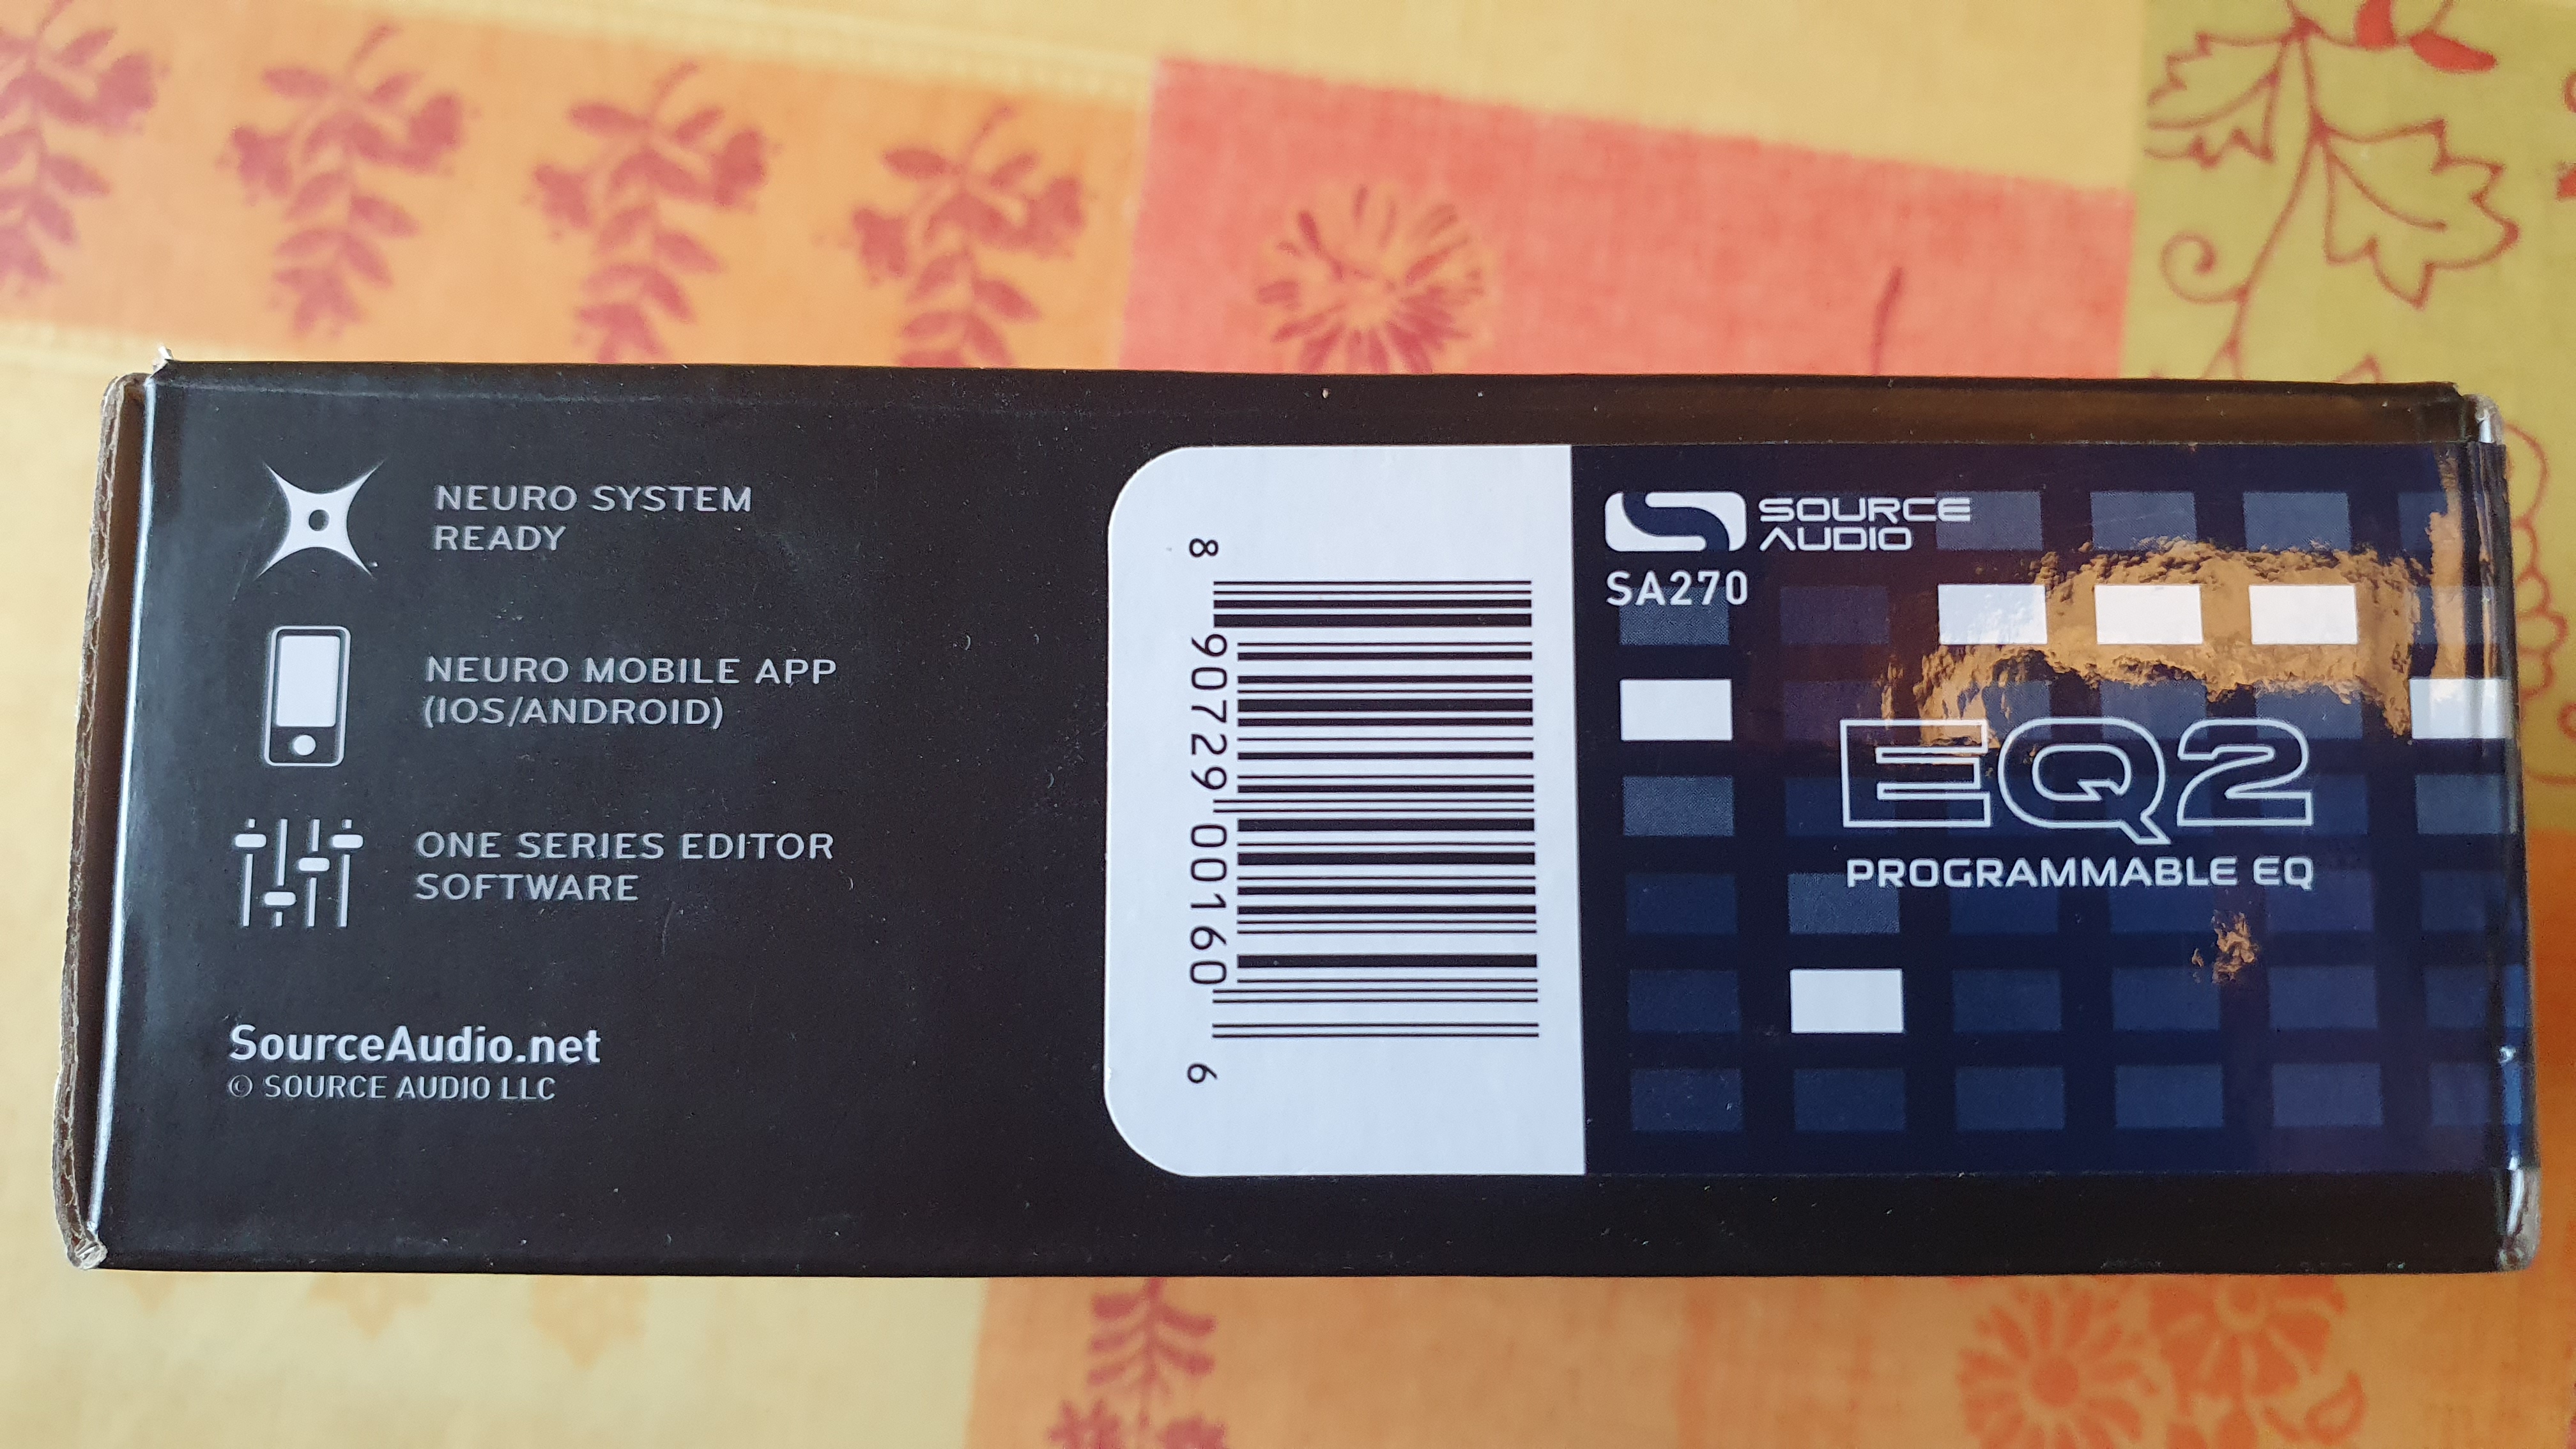 NEURO SYSTEM
READY
NEURO MOBILE APP
(IOS/ANDROID)
ONE SERIES EDITOR
SOFTWARE
SourceAudio.net
© SOURCE AUDIO LLC
8 90729 00160 6
SOURCE
AUDIO
SA270
EQ2
PROGRAMMABLE EQ